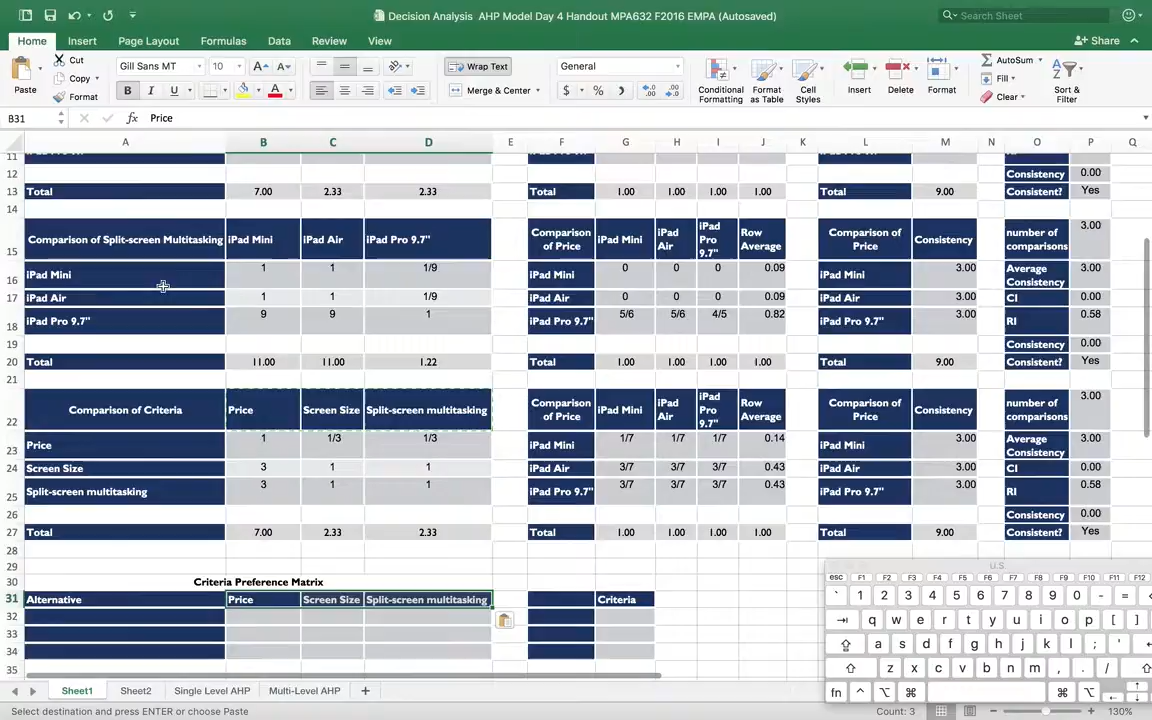 Decision Analysis AHP Model Day 4 Handout MPA632 F2016 EMPA (Autosaved)
Search Sheet
Home Insert Page Layout Formulas Data Review View
Share
Paste
Cut
Copy
Format
Gill Sans MT 10
B I U
Wrap Text
Merge & Center
General
$ %
Conditional Formatting
Format as Table
Cell Styles
Insert
Delete
Format
AutoSum
Fill
Clear
Sort & Filter
B31 fx Price
A B C D E F G H I J K L M N O P Q
11
12 Consistency 0.00
13 Total 7.00 2.33 2.33 Total 1.00 1.00 1.00 1.00 Total 9.00 Consistent? Yes
14
15 Comparison of Split-screen Multitasking iPad Mini iPad Air iPad Pro 9.7" Comparison of Price iPad Mini iPad Air iPad Pro 9.7" Row Average Comparison of Price Consistency number of comparisons 3.00
16 iPad Mini 1 1 1/9 iPad Mini 0 0 0 0.09 iPad Mini 3.00 Average Consistency 3.00
17 iPad Air 1 1 1/9 iPad Air 0 0 0 0.09 iPad Air 3.00 CI 0.00
18 iPad Pro 9.7" 9 9 1 iPad Pro 9.7" 5/6 5/6 4/5 0.82 iPad Pro 9.7" 3.00 RI 0.58
19 Consistency 0.00
20 Total 11.00 11.00 1.22 Total 1.00 1.00 1.00 1.00 Total 9.00 Consistent? Yes
21
22 Comparison of Criteria Price Screen Size Split-screen multitasking Comparison of Price iPad Mini iPad Air iPad Pro 9.7" Row Average Comparison of Price Consistency number of comparisons 3.00
23 Price 1 1/3 1/3 iPad Mini 1/7 1/7 1/7 0.14 iPad Mini 3.00 Average Consistency 3.00
24 Screen Size 3 1 1 iPad Air 3/7 3/7 3/7 0.43 iPad Air 3.00 CI 0.00
25 Split-screen multitasking 3 1 1 iPad Pro 9.7" 3/7 3/7 3/7 0.43 iPad Pro 9.7" 3.00 RI 0.58
26 Consistency 0.00
27 Total 7.00 2.33 2.33 Total 1.00 1.00 1.00 1.00 Total 9.00 Consistent? Yes
28
29
30 Criteria Preference Matrix
31 Alternative Price Screen Size Split-screen multitasking Criteria
32
33
34
35
U.S.
esc F1 F2 F3 F4 F5 F6 F7 F8 F9 F10 F11 F12
` 1 2 3 4 5 6 7 8 9 0 - =
q w e r t y u i o p [ ]
a s d f g h j k l ; '
z x c v b n m , . /
fn ^ ⌥ ⌘ ⌘ ⌥
Sheet1 Sheet2 Single Level AHP Multi-Level AHP +
Select destination and press ENTER or choose Paste
Count: 3
130%